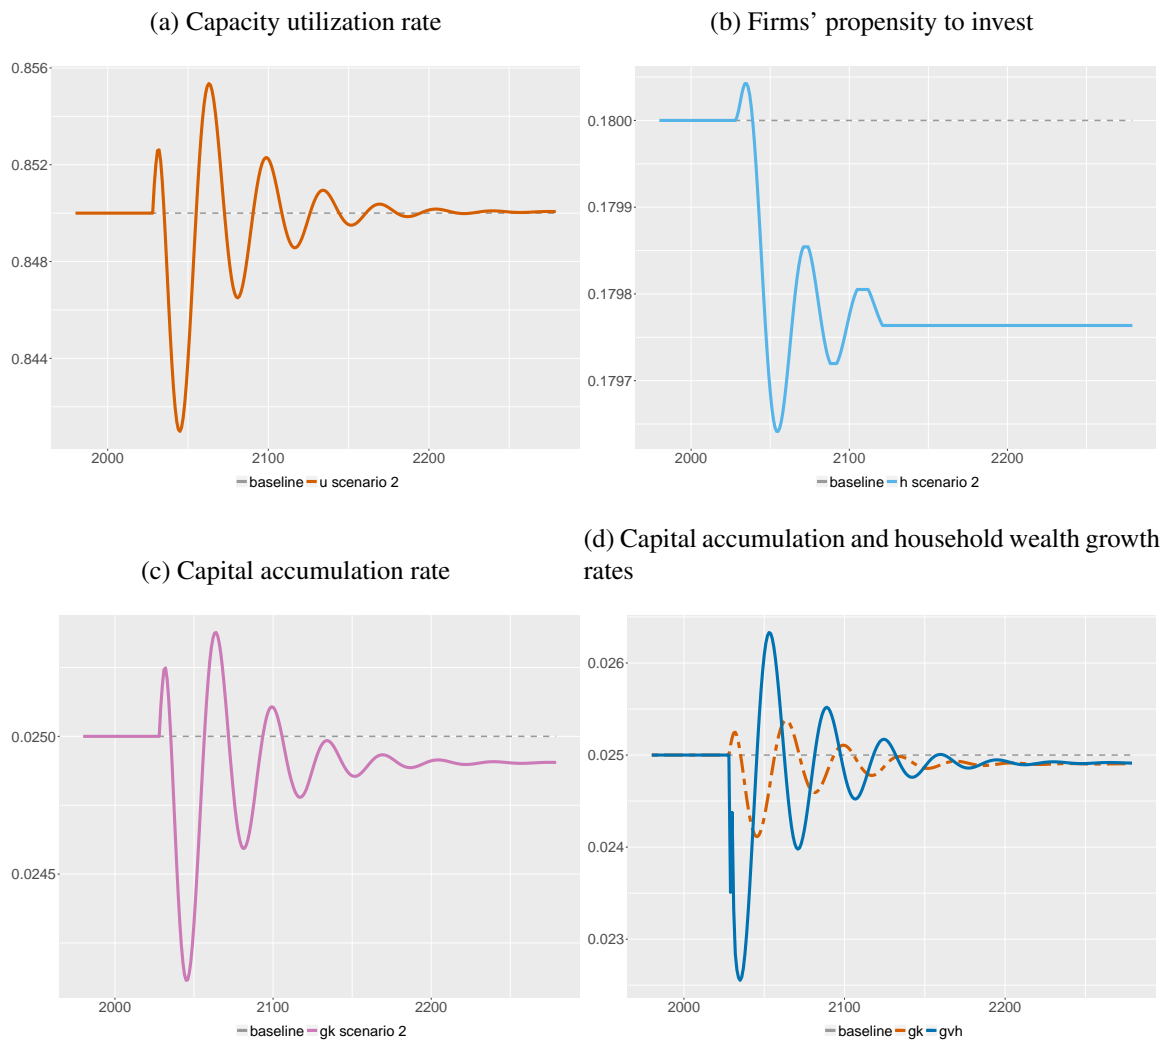 (a) Capacity utilization rate
0.856
0.852
0.848
0.844
2000 2100 2200
baseline u scenario 2
(b) Firms' propensity to invest
0.1800
0.1799
0.1798
0.1797
2000 2100 2200
baseline h scenario 2
(c) Capital accumulation rate
0.0250
0.0245
2000 2100 2200
baseline gk scenario 2
(d) Capital accumulation and household wealth growth
rates
0.026
0.025
0.024
0.023
2000 2100 2200
baseline gk gvh